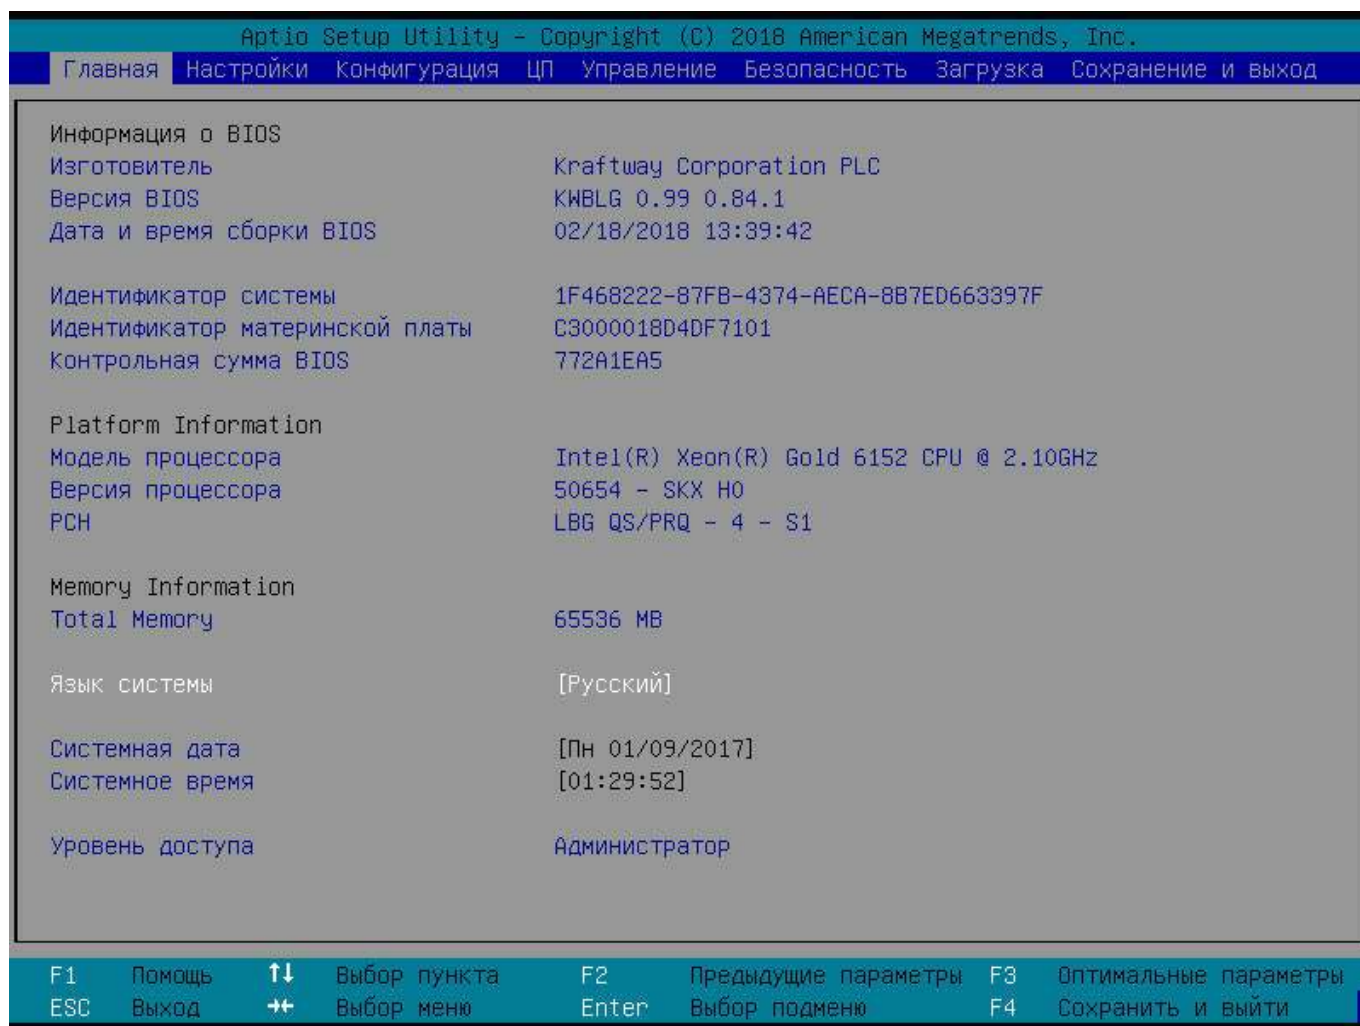 Aptio Setup Utility - Copyright (C) 2018 American Megatrends, Inc.
Главная Настройки Конфигурация ЦП Управление Безопасность Загрузка Сохранение и выход
Информация о BIOS
Изготовитель Kraftway Corporation PLC
Версия BIOS KWBLG 0.99 0.84.1
Дата и время сборки BIOS 02/18/2018 13:39:42
Идентификатор системы 1F468222-87FB-4374-AECA-8B7ED663397F
Идентификатор материнской платы C3000018D4DF7101
Контрольная сумма BIOS 772A1EA5
Platform Information
Модель процессора Intel(R) Xeon(R) Gold 6152 CPU @ 2.10GHz
Версия процессора 50654 - SKX H0
PCH LBG QS/PRQ - 4 - S1
Memory Information
Total Memory 65536 MB
Язык системы [Русский]
Системная дата [Пн 01/09/2017]
Системное время [01:29:52]
Уровень доступа Администратор
F1 Помощь ↑↓ Выбор пункта F2 Предыдущие параметры F3 Оптимальные параметры
ESC Выход →← Выбор меню Enter Выбор подменю F4 Сохранить и выйти